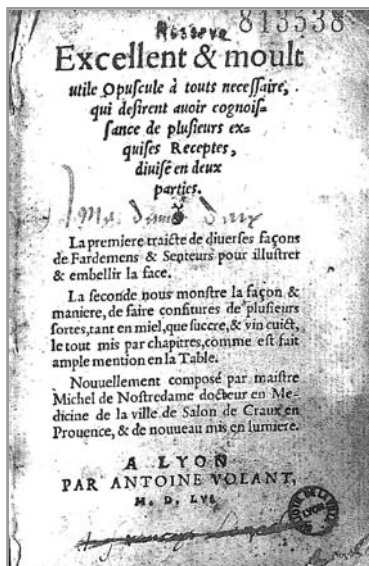 Reserve 813538
Excellent & moult
utile Opuſcule à touts neceſſaire,
qui deſirent auoir cognoiſ=
ſance de pluſieurs ex=
quiſes Receptes,
diuiſé en deux
parties.
La premiere traicte de diuerſes façons
de Fardemens & Senteurs pour illuſtrer
& embellir la face.
La ſeconde nous monſtre la façon &
maniere, de faire confitures de pluſieurs
ſortes, tant en miel, que ſuccre, & vin cuict,
le tout mis par chapitres, comme eſt fait
ample mention en la Table.
Nouuellement compoſé par maiſtre
Michel de Noſtredame docteur en Me-
dicine de la ville de Salon de Craux en
Prouence, & de nouueau mis en lumiere.
A LYON
PAR ANTOINE VOLANT,
M. D. LVI.
LYON